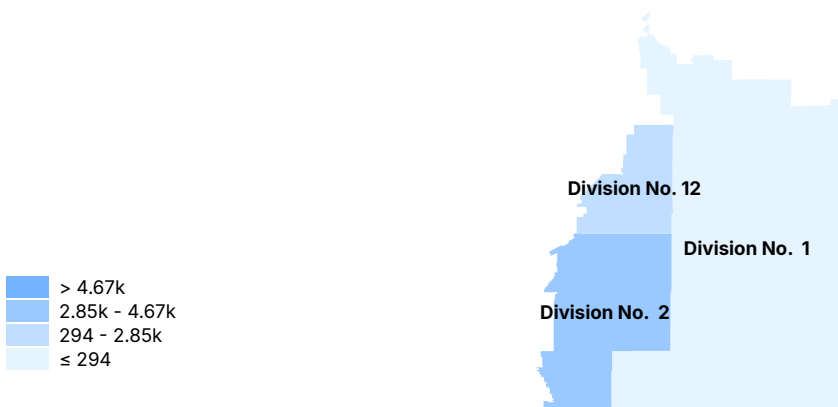 Division No. 12
Division No.  1
> 4.67k
2.85k - 4.67k
Division No.  2
294 - 2.85k
≤ 294